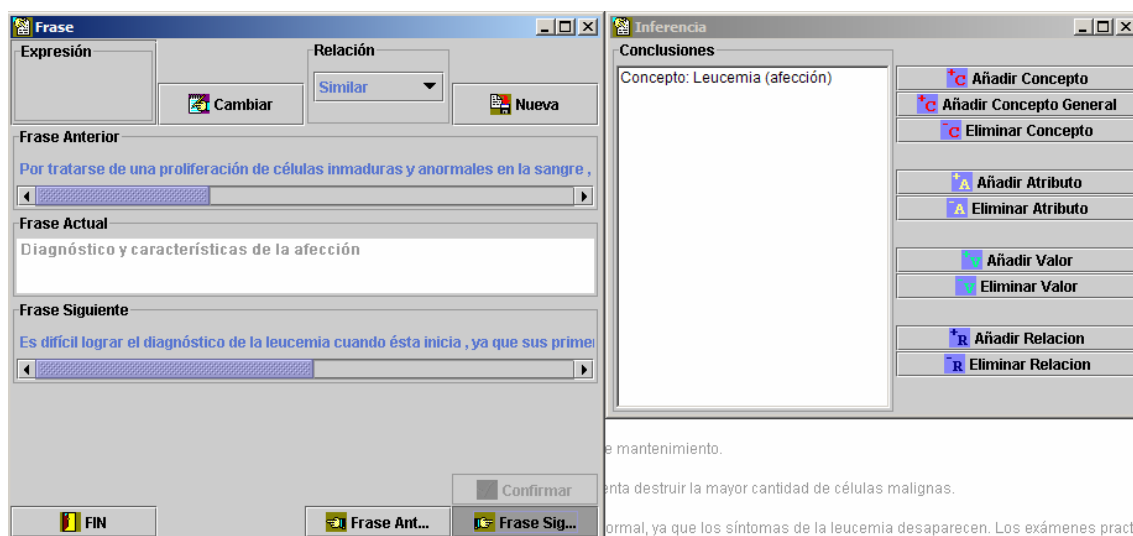 Frase
Expresión
Relación
Similar
Cambiar
Nueva
Frase Anterior
Por tratarse de una proliferación de células inmaduras y anormales en la sangre ,
Frase Actual
Diagnóstico y características de la afección
Frase Siguiente
Es difícil lograr el diagnóstico de la leucemia cuando ésta inicia , ya que sus
Confirmar
FIN
Frase Ant...
Frase Sig...
Inferencia
Conclusiones
Concepto: Leucemia (afección)
+C Añadir Concepto
+C Añadir Concepto General
-C Eliminar Concepto
+A Añadir Atributo
-A Eliminar Atributo
+V Añadir Valor
-V Eliminar Valor
+R Añadir Relacion
-R Eliminar Relacion
e mantenimiento.
enta destruir la mayor cantidad de células malignas.
ormal, ya que los síntomas de la leucemia desaparecen. Los exámenes pract